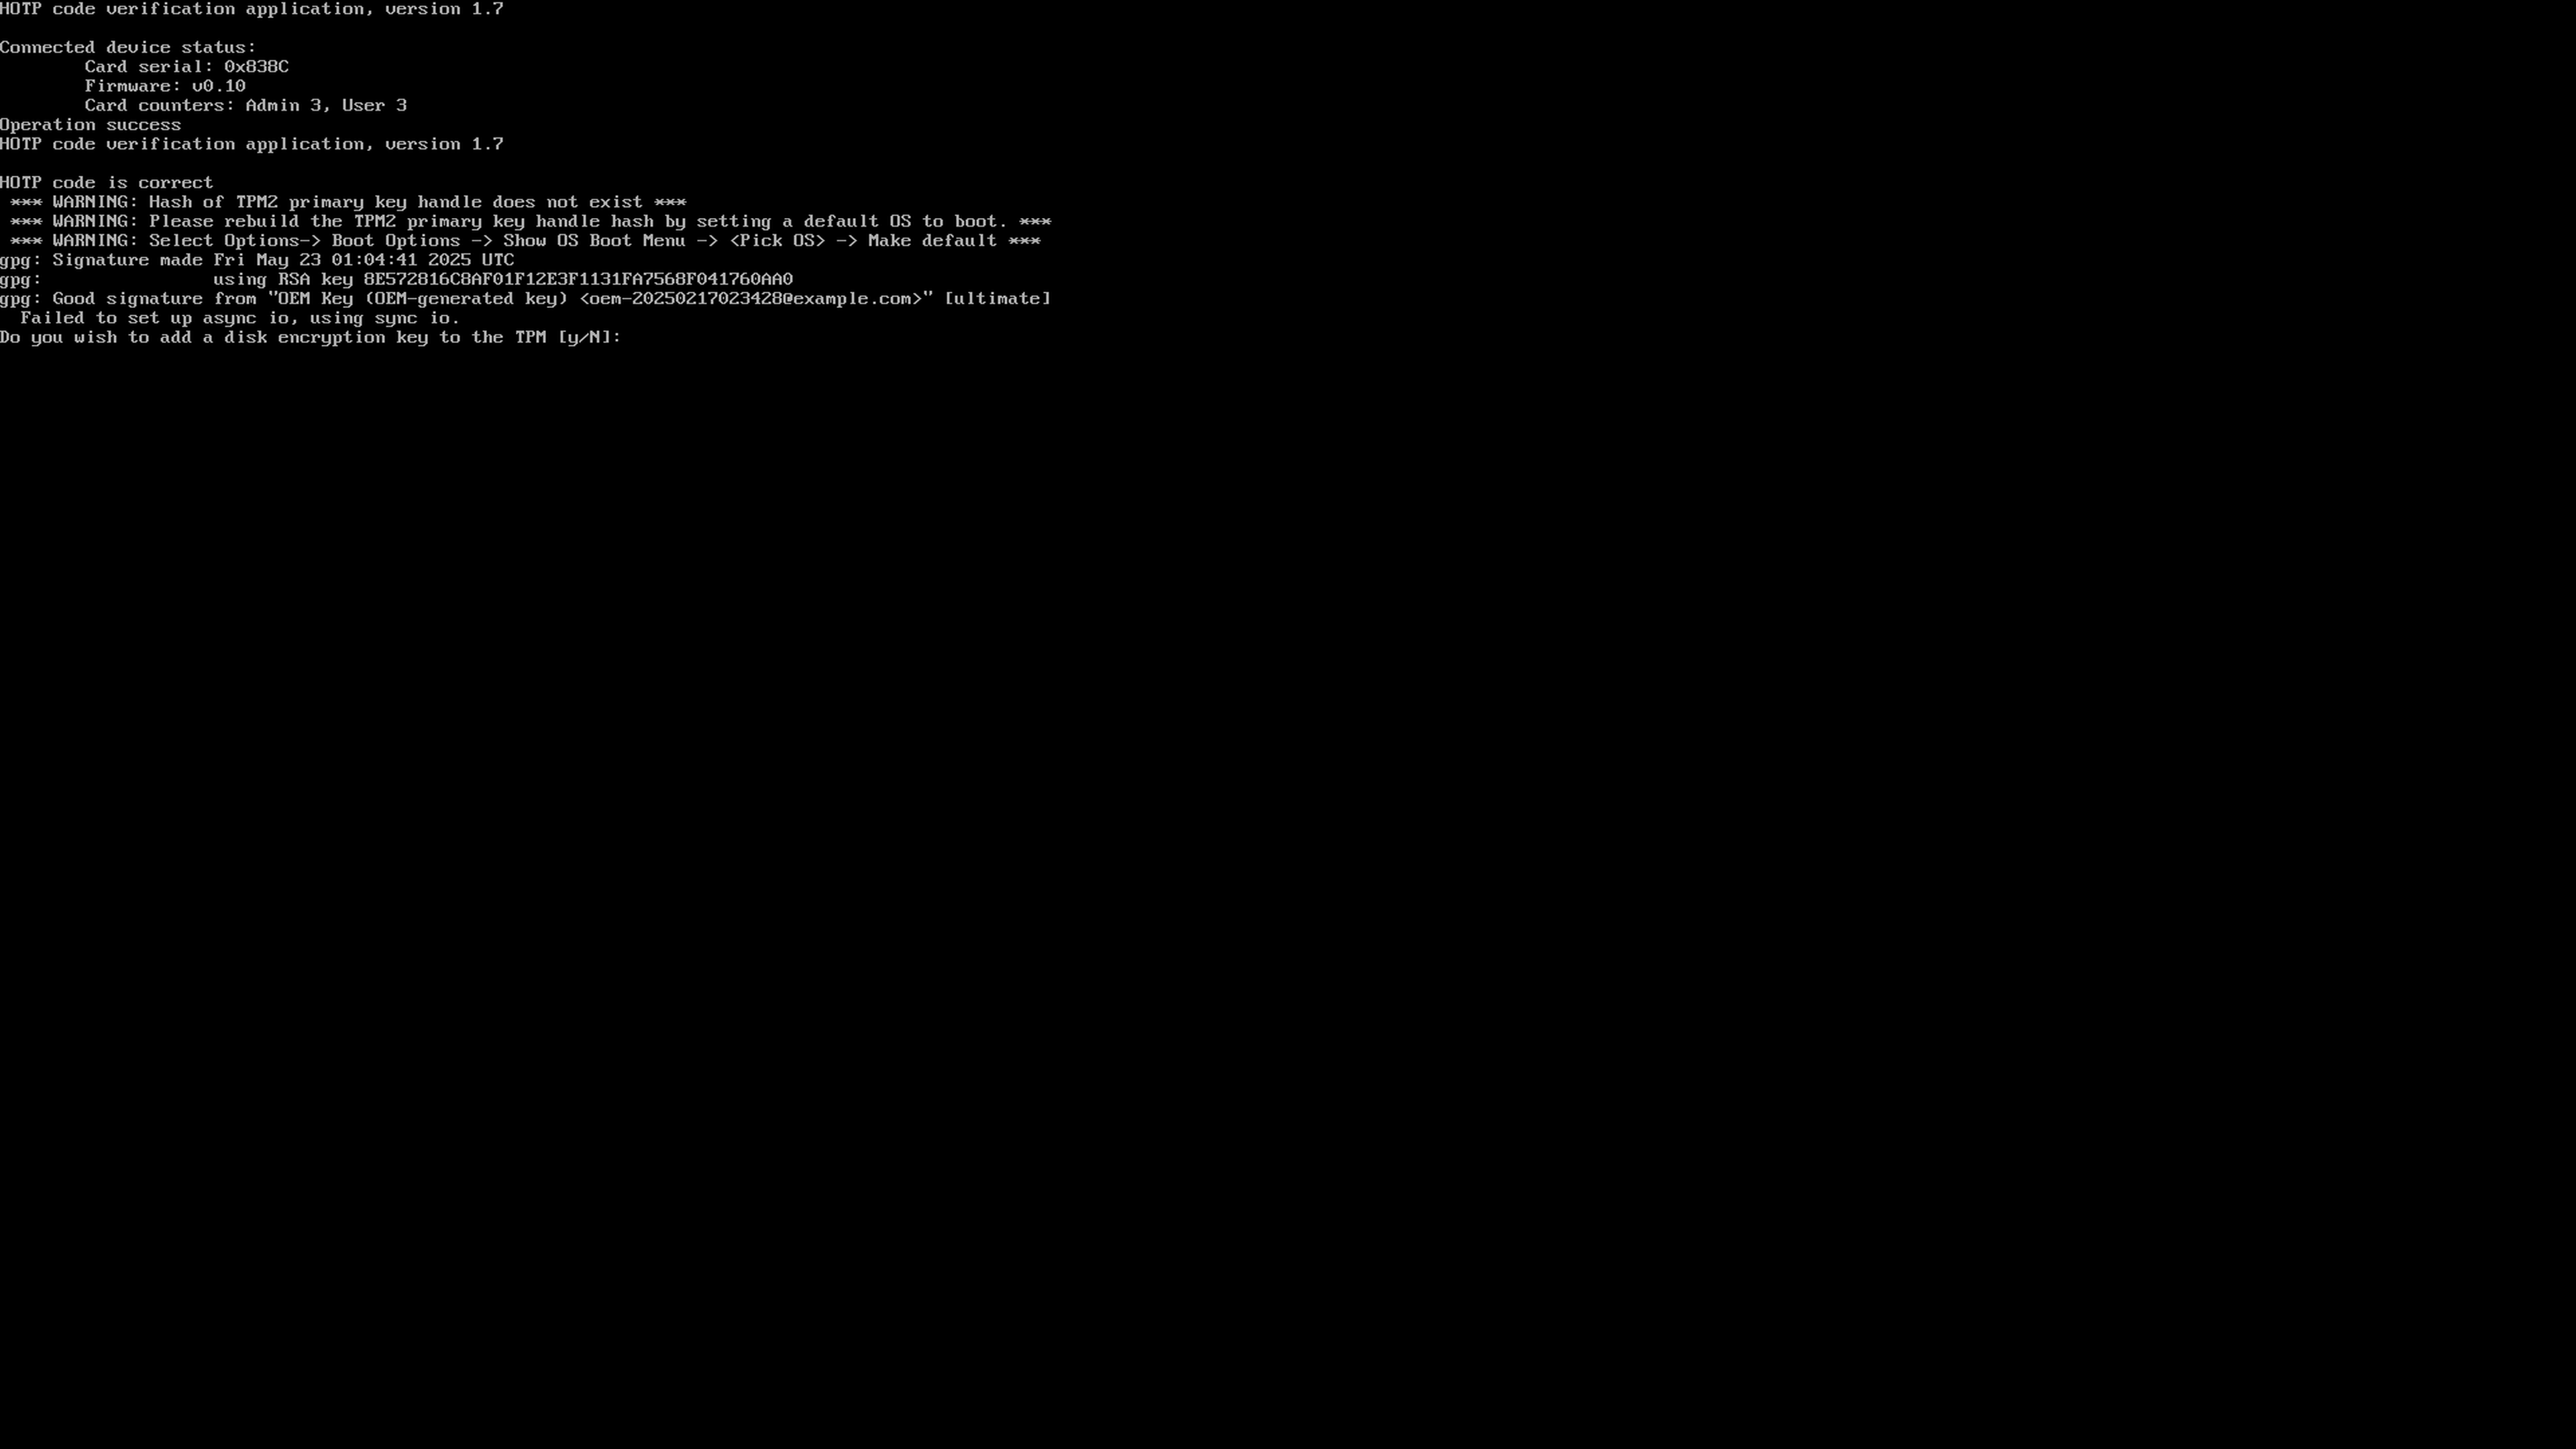 HOTP code verification application, version 1.7
Connected device status:
Card serial: 0x838C
Firmware: v0.10
Card counters: Admin 3, User 3
Operation success
HOTP code verification application, version 1.7
HOTP code is correct
*** WARNING: Hash of TPM2 primary key handle does not exist ***
*** WARNING: Please rebuild the TPM2 primary key handle hash by setting a default OS to boot. ***
*** WARNING: Select Options-> Boot Options -> Show OS Boot Menu -> <Pick OS> -> Make default ***
gpg: Signature made Fri May 23 01:04:41 2025 UTC
gpg:                using RSA key 8E572816C8AF01F12E3F1131FA7568F041760AA0
gpg: Good signature from "OEM Key (OEM-generated key) <oem-20250217023428@example.com>" [ultimate]
Failed to set up async io, using sync io.
Do you wish to add a disk encryption key to the TPM [y/N]: